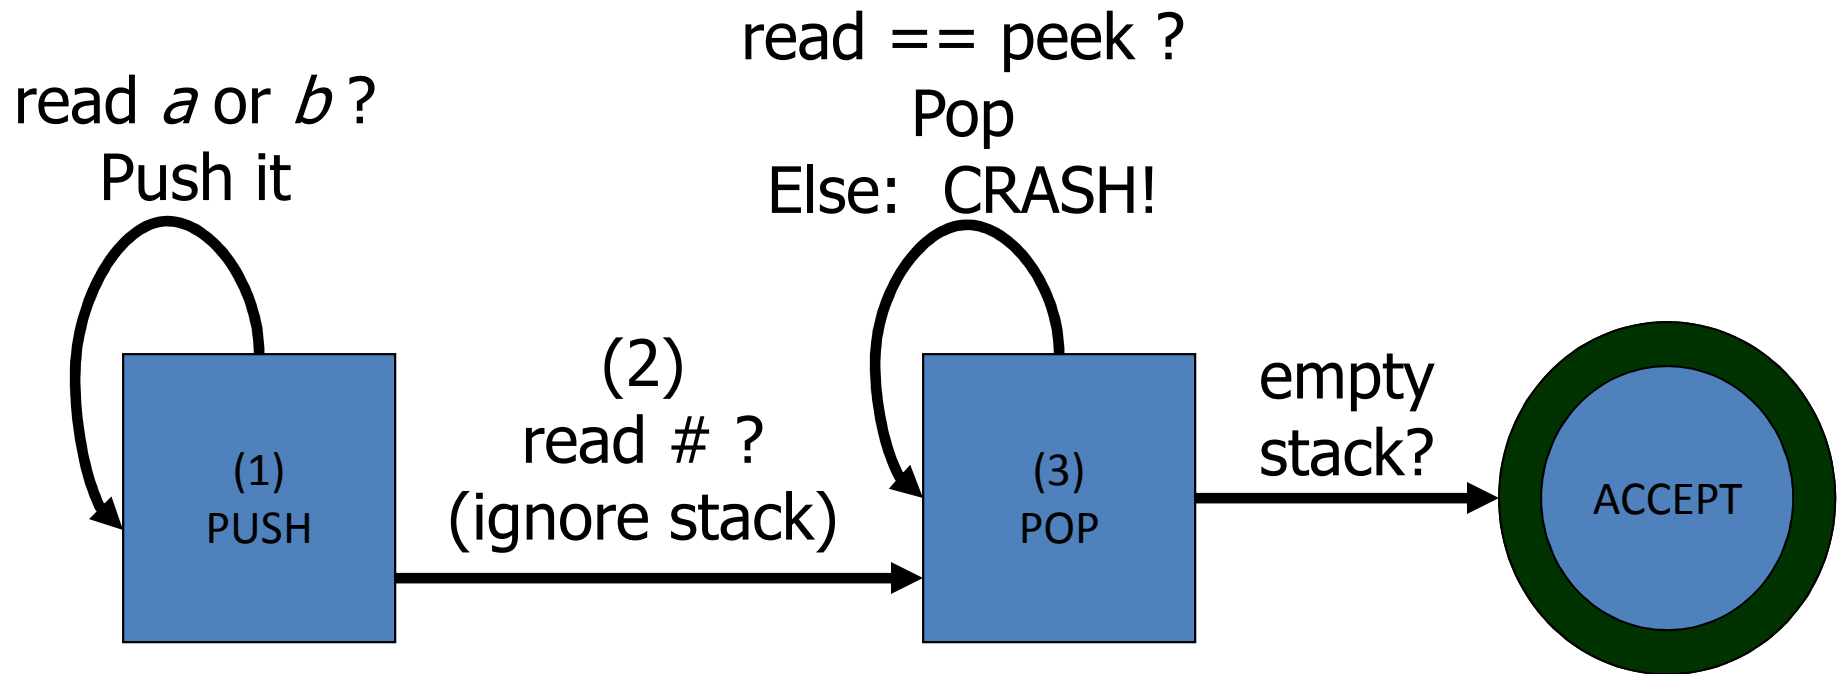 read a or b ?
Push it
read == peek ?
Pop
Else: CRASH!
(1)
PUSH
(2)
read # ?
(ignore stack)
(3)
POP
empty
stack?
ACCEPT